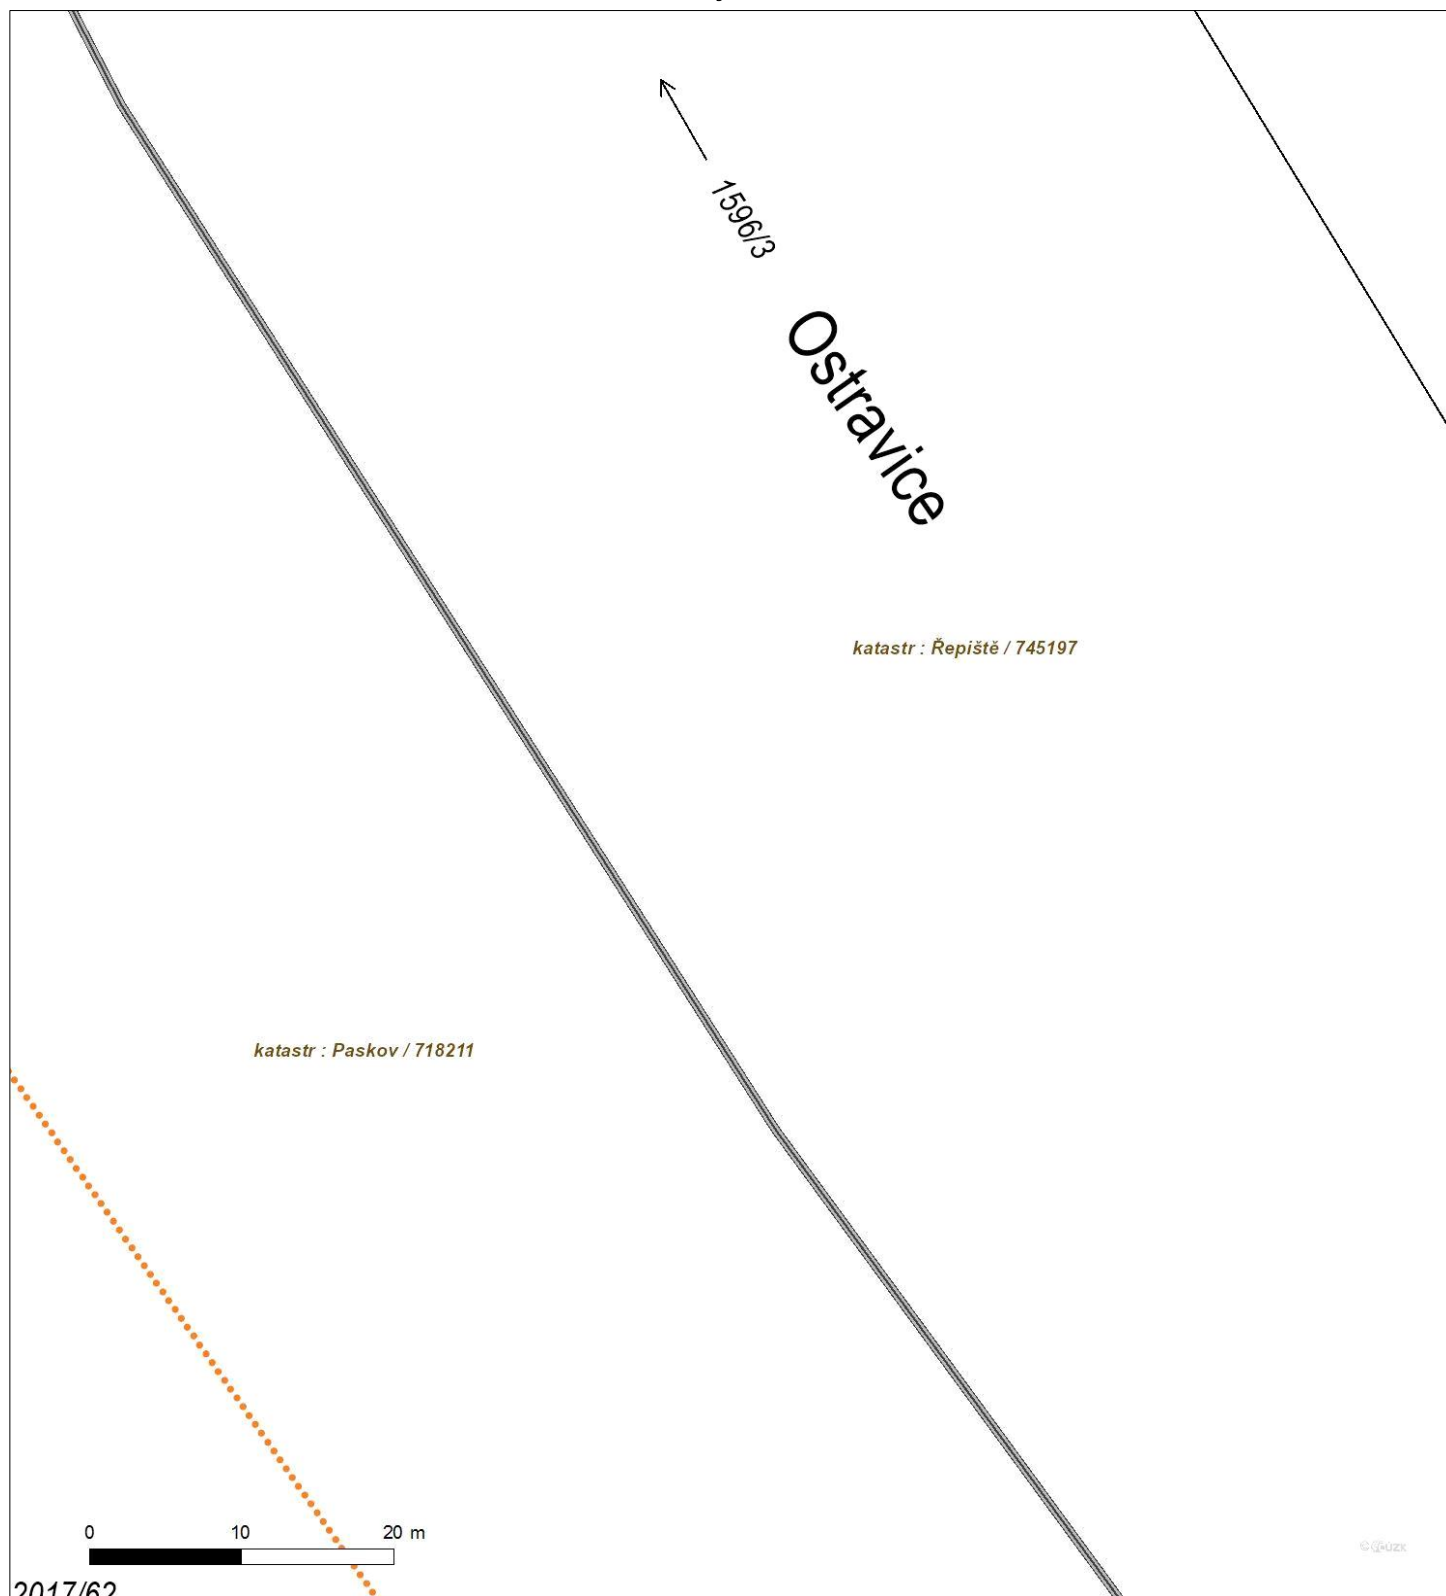 1596/3
Ostravice
katastr : Řepiště / 745197
katastr : Paskov / 718211
0 10 20 m
2017/62